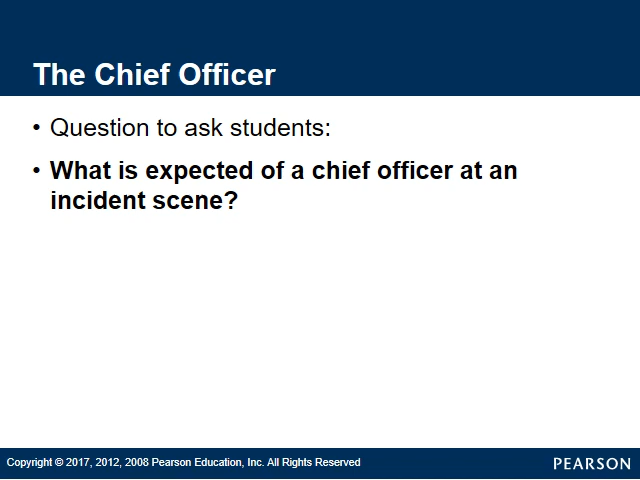 The Chief Officer
• Question to ask students:
• What is expected of a chief officer at an
incident scene?
Copyright © 2017, 2012, 2008 Pearson Education, Inc. All Rights Reserved
PEARSON